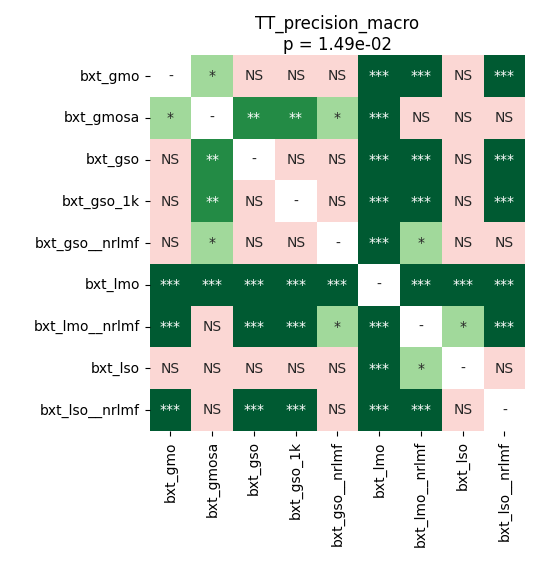 TT_precision_macro
p = 1.49e-02
bxt_gmo - * NS NS NS *** *** NS ***
bxt_gmosa * - ** ** * *** NS NS NS
bxt_gso NS ** - NS NS *** *** NS ***
bxt_gso_1k NS ** NS - NS *** *** NS ***
bxt_gso__nrlmf NS * NS NS - *** * NS NS
bxt_lmo *** *** *** *** *** - *** *** ***
bxt_lmo__nrlmf *** NS *** *** * *** - * ***
bxt_lso NS NS NS NS NS *** * - NS
bxt_lso__nrlmf *** NS *** *** NS *** *** NS -
bxt_gmo
bxt_gmosa
bxt_gso
bxt_gso_1k
bxt_gso__nrlmf
bxt_lmo
bxt_lmo__nrlmf
bxt_lso
bxt_lso__nrlmf